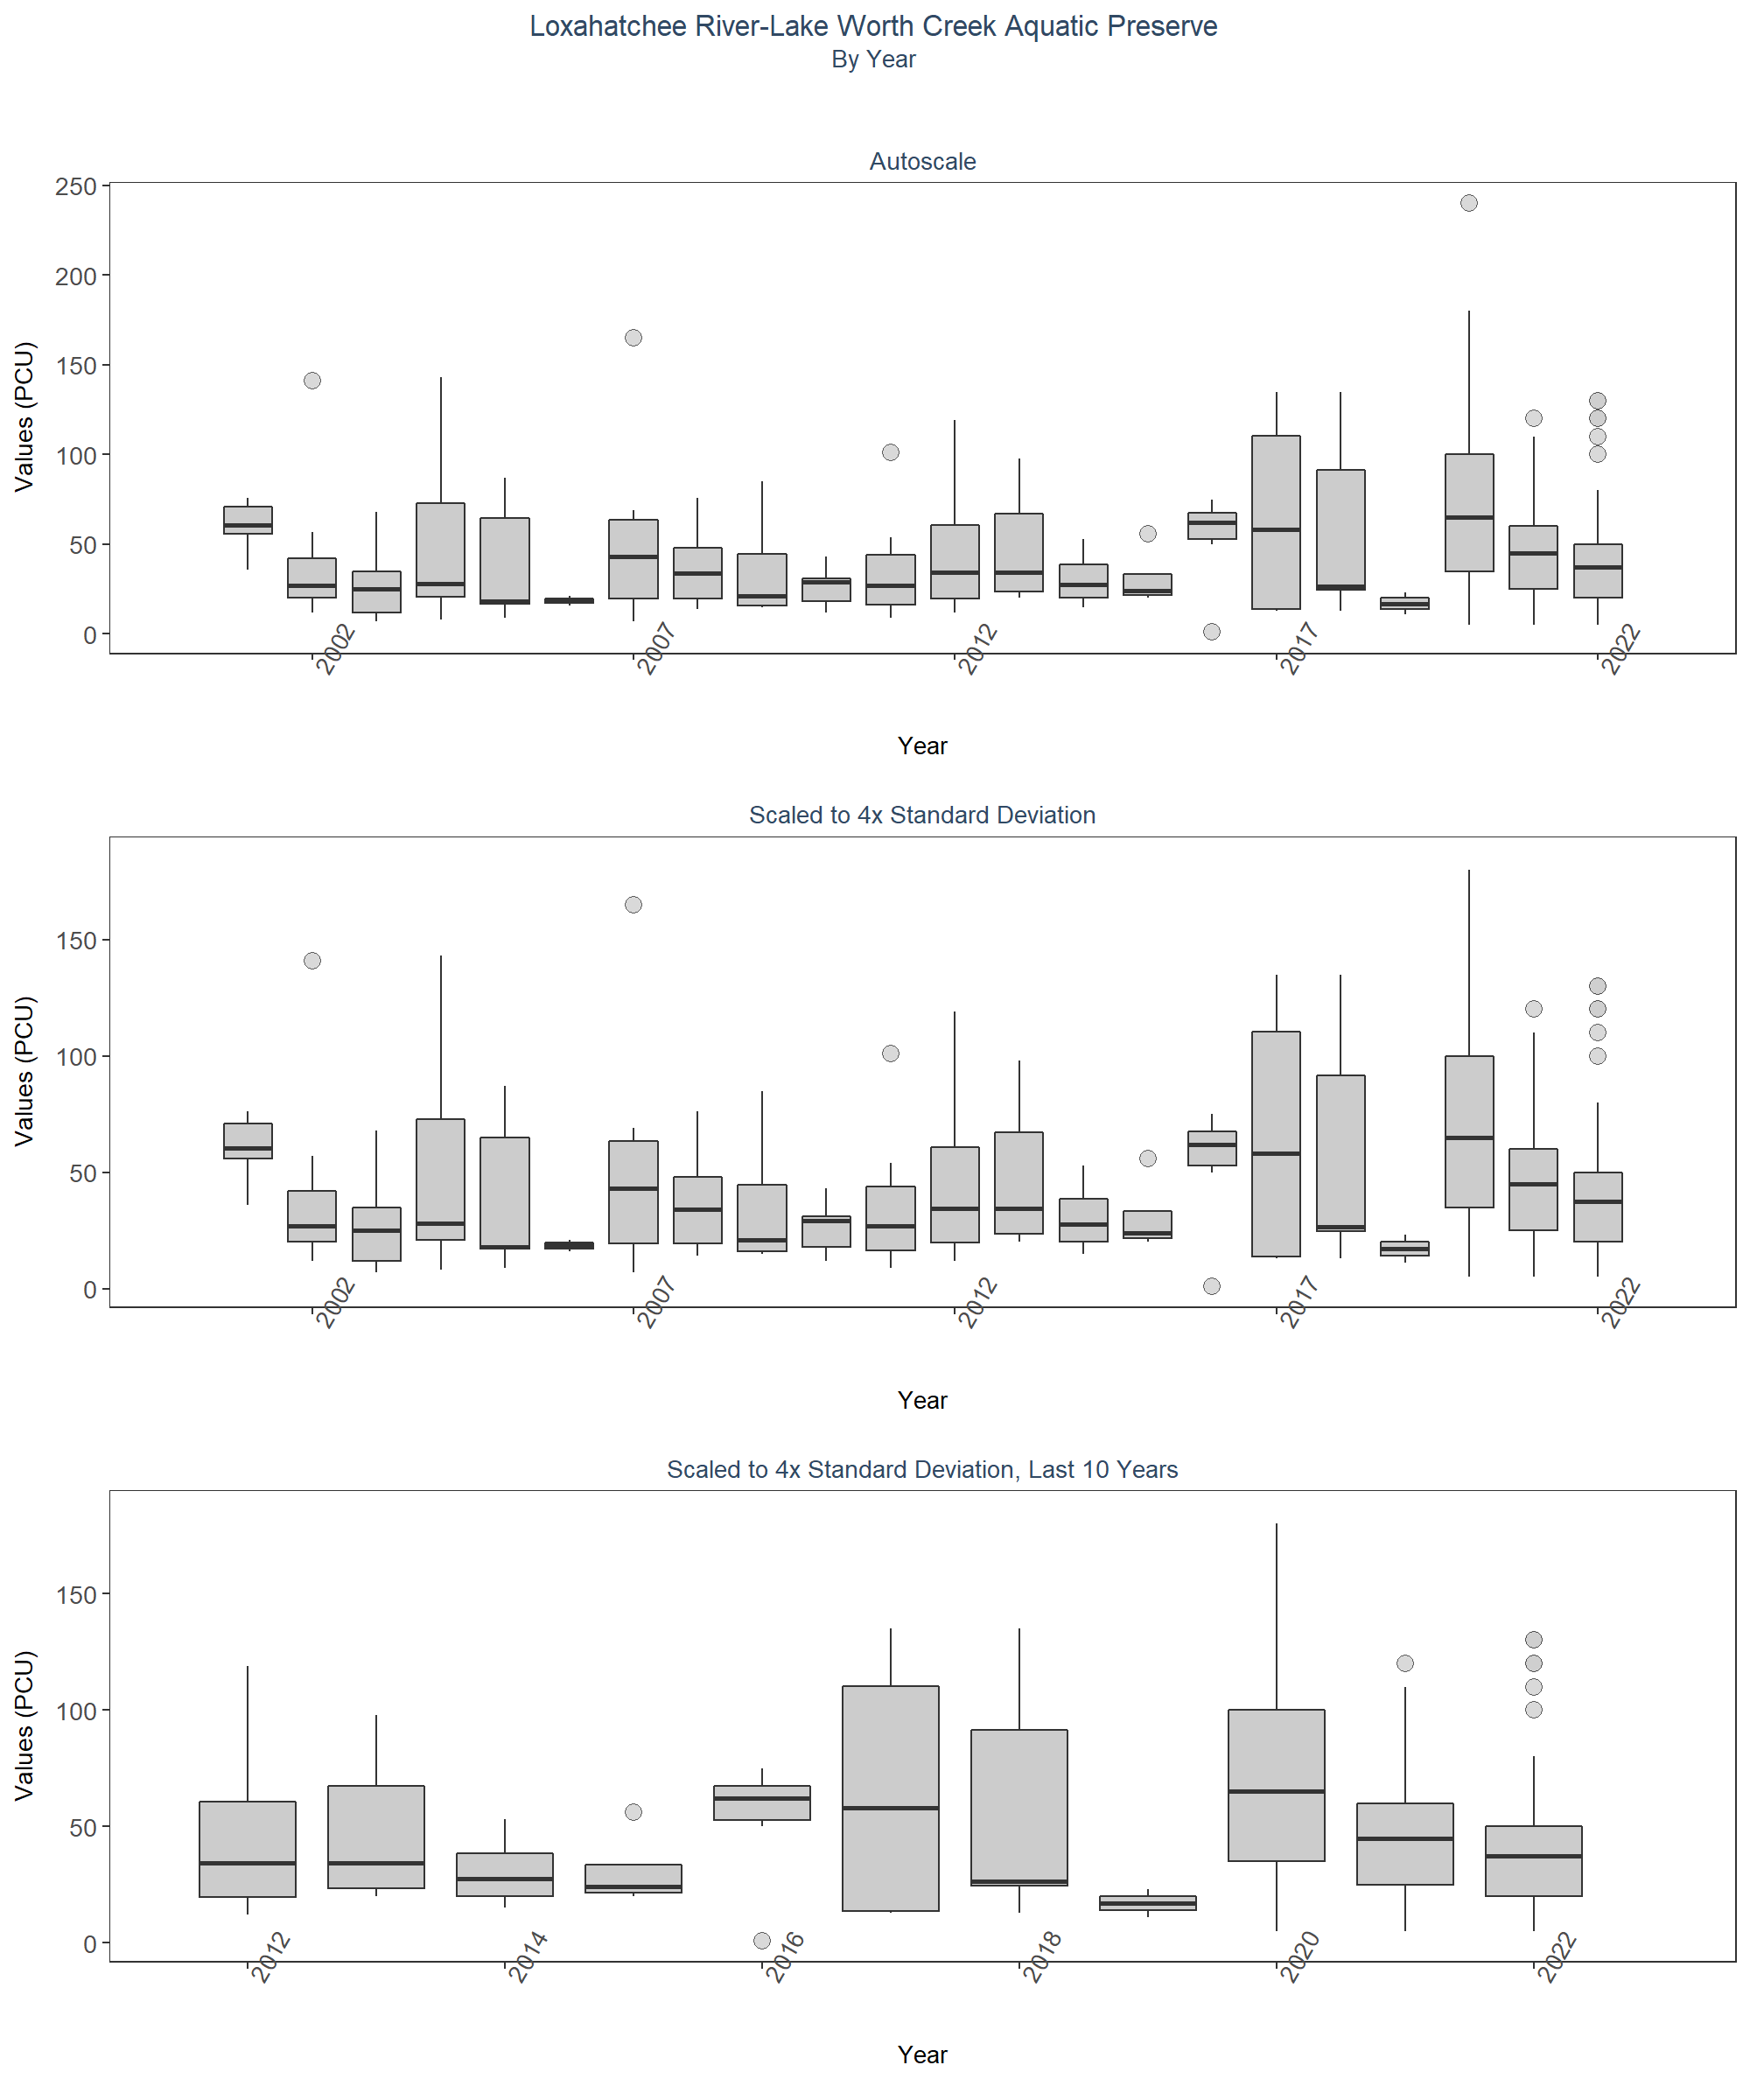 Loxahatchee River-Lake Worth Creek Aquatic Preserve
By Year
Autoscale
Values (PCU)
250
200
150
100
50
0
2002
2007
2012
2017
2022
Year
Scaled to 4x Standard Deviation
Values (PCU)
150
100
50
0
2002
2007
2012
2017
2022
Year
Scaled to 4x Standard Deviation, Last 10 Years
Values (PCU)
150
100
50
0
2012
2014
2016
2018
2020
2022
Year